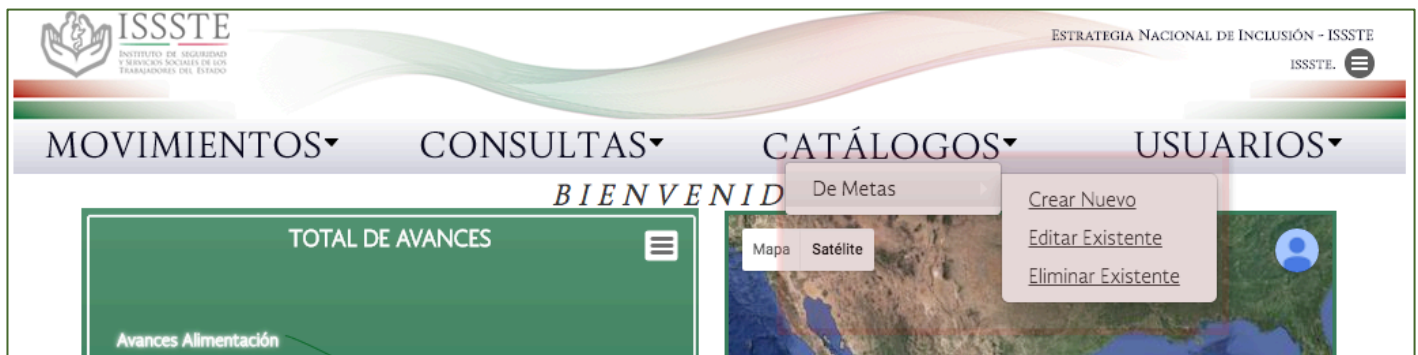 ISSSTE
INSTITUTO DE SEGURIDAD
Y SERVICIOS SOCIALES DE LOS
TRABAJADORES DEL ESTADO
ESTRATEGIA NACIONAL DE INCLUSIÓN - ISSSTE
ISSSTE.
MOVIMIENTOS CONSULTAS CATÁLOGOS USUARIOS
De Metas
Crear Nuevo
Editar Existente
Eliminar Existente
BIENVENID
TOTAL DE AVANCES
Mapa Satélite
Avances Alimentación